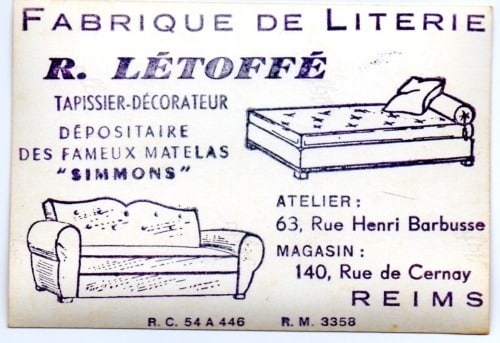 FABRIQUE DE LITERIE
R. LÉTOFFÉ
TAPISSIER-DÉCORATEUR
DÉPOSITAIRE
DES FAMEUX MATELAS
"SIMMONS"
ATELIER :
63, Rue Henri Barbusse
MAGASIN :
140, Rue de Cernay
REIMS
R. C. 54 A 446 R. M. 3358